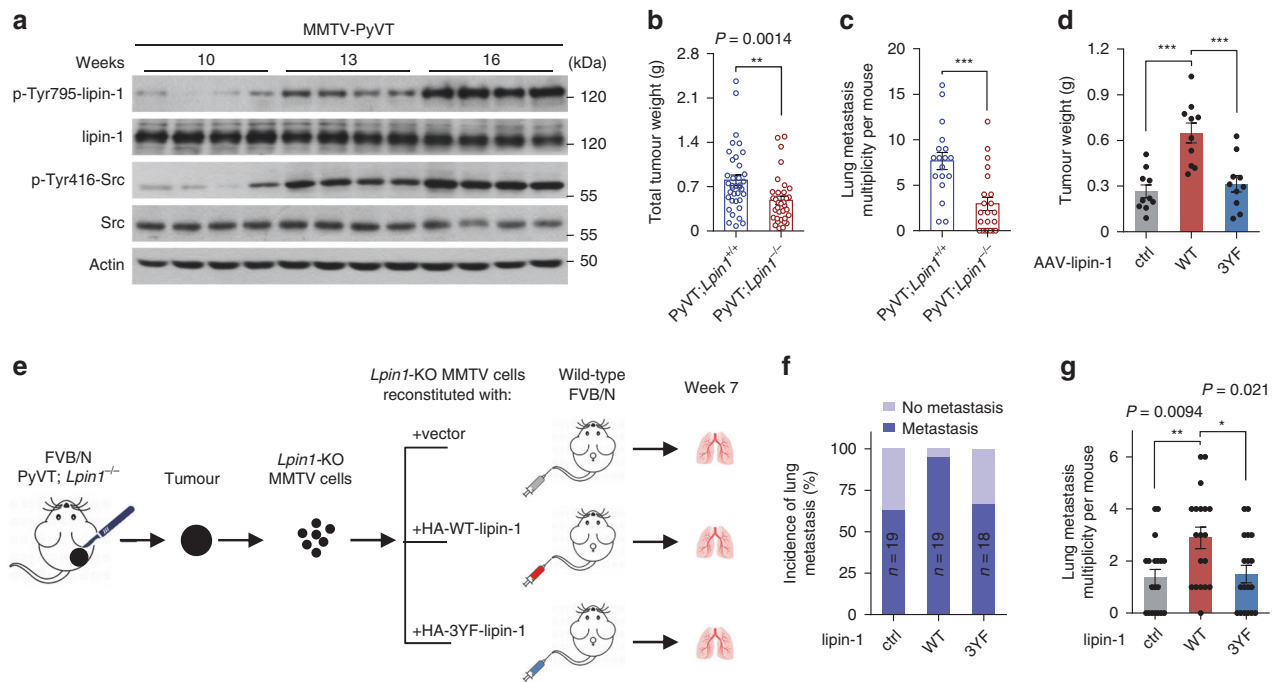 a
MMTV-PyVT
Weeks 10 13 16 (kDa)
p-Tyr795-lipin-1 120
lipin-1 120
p-Tyr416-Src 55
Src 55
Actin 50
b
P = 0.0014
**
Total tumour weight (g)
2.8
2.1
1.4
0.7
0
PyVT;Lpin1+/+
PyVT;Lpin1−/−
c
***
Lung metastasis
multiplicity per mouse
20
15
10
5
0
PyVT;Lpin1+/+
PyVT;Lpin1−/−
d
*** ***
Tumour weight (g)
1.2
0.9
0.6
0.3
0
AAV-lipin-1 ctrl WT 3YF
e
FVB/N
PyVT; Lpin1−/−
Tumour
Lpin1-KO
MMTV cells
Lpin1-KO MMTV cells
reconstituted with:
+vector
+HA-WT-lipin-1
+HA-3YF-lipin-1
Wild-type
FVB/N
Week 7
f
No metastasis
Metastasis
Incidence of lung
metastasis (%)
100
75
50
25
0
n = 19
n = 19
n = 18
lipin-1 ctrl WT 3YF
g
P = 0.021
P = 0.0094
** *
Lung metastasis
multiplicity per mouse
6
4
2
0
lipin-1 ctrl WT 3YF